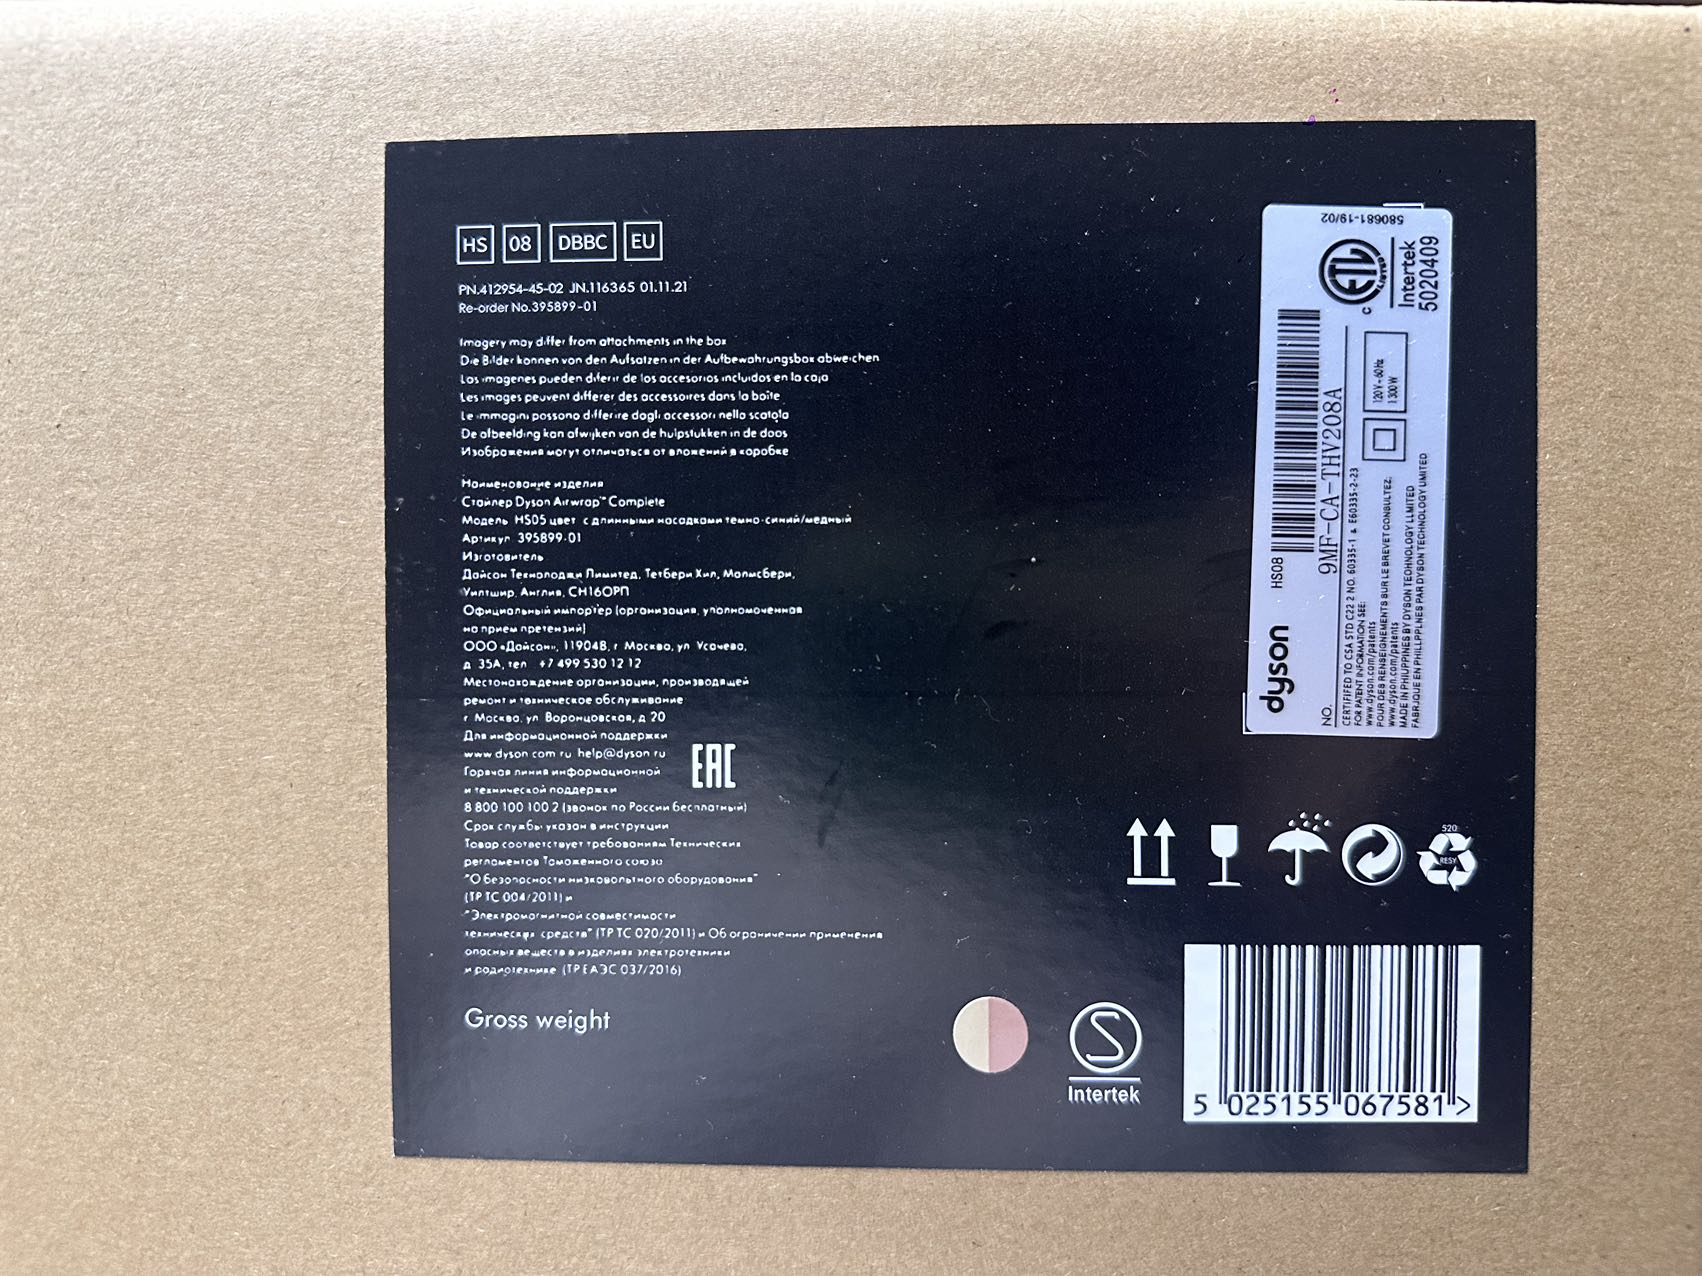 HS 08 DBBC EU
PN.412954-45-02 JN.116365 01.11.21
Re-order No.395899-01
Imagery may differ from attachments in the box
Die Bilder konnen von den Aufsatzen in der Aufbewahrungsbox abweichen
Las imagenes pueden diferir de los accesorios incluidos en la caja
Les images peuvent differer des accessoires dans la boite
Le immagini possono differire dagli accessori nella scatola
De afbeelding kan afwijken van de hulpstukken in de doos
Изображения могут отличаться от вложений в коробке
Наименование изделия
Стайлер Dyson Airwrap™ Complete
Модель HS05 цвет с длинными насадками темно-синий/медный
Артикул 395899-01
Изготовитель
Дайсон Текнолоджи Лимитед, Тетбери Хил, Малмсбери,
Уилтшир, Англия, СН16ОРП
Официальный импортер (организация, уполномоченная
на прием претензий)
ООО «Дайсон», 119048, г Москва, ул Усачева,
д 35А, тел +7 499 530 12 12
Местонахождение организации, производящей
ремонт и техническое обслуживание
г Москва, ул Воронцовская, д 20
Для информационной поддержки
www dyson com ru help@dyson ru
Горячая линия информационной
и технической поддержки
8 800 100 100 2 (звонок по России бесплатный)
Срок службы указан в инструкции
Товар соответствует требованиям Технических
регламентов Таможенного союза
"О безопасности низковольтного оборудования"
(ТР ТС 004/2011) и
"Электромагнитной совместимости
технических средств" (ТР ТС 020/2011) и Об ограничении применения
опасных веществ в изделиях электротехники
и радиотехнике (ТР ЕАЭС 037/2016)
EAC
Gross weight
Intertek
5 025155 067581 >
520
RESY
dyson HS08
NO. 9MF-CA-THV208A
CERTIFIFED TO CSA STD C22 2 NO. 60335-1 & E60335-2-23
FOR PATENT INFORMATION SEE:
www.dyson.com/patents
POUR DES RENSEIGNEMENTS SUR LE BREVET CONSULTEZ:
www.dyson.com/patents
MADE IN PHIUPPINES BY DYSON TECHNOLOGY LLMITED
FABRJQUE EN PHILLPPLNES PAR DYSON TECHNOLOGY UMITED
120V~60Hz
1300W
C ETL LISTED
Intertek
5020409
580681-19/02